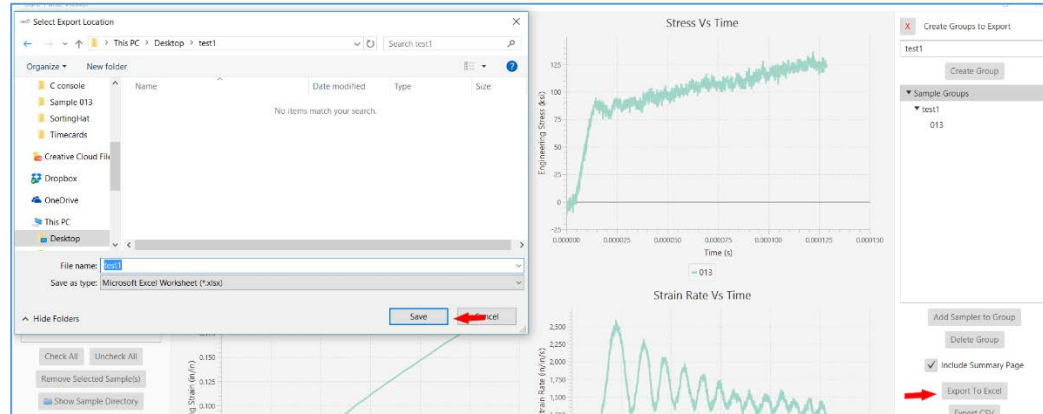 Select Export Location
This PC > Desktop > test1
Search test1
Organize
New folder
C console
Sample 013
SortingHat
Timecards
Creative Cloud File
Dropbox
OneDrive
This PC
Desktop
Name
Date modified
Type
Size
No items match your search.
File name: test1
Save as type: Microsoft Excel Worksheet (*.xlsx)
Hide Folders
Save
Check All
Uncheck All
Remove Selected Sample(s)
Show Sample Directory
0.150
0.125
0.100
Stress Vs Time
Engineering Stress (ksi)
125
100
75
50
25
0
-25
0.000000
0.000025
0.000050
0.000075
0.000100
0.000125
0.000150
Time (s)
013
Strain Rate Vs Time
2,500
2,250
2,000
1,750
1,500
X
Create Groups to Export
test1
Create Group
Sample Groups
test1
013
Add Samples to Group
Delete Group
Include Summary Page
Export To Excel
Export CSV